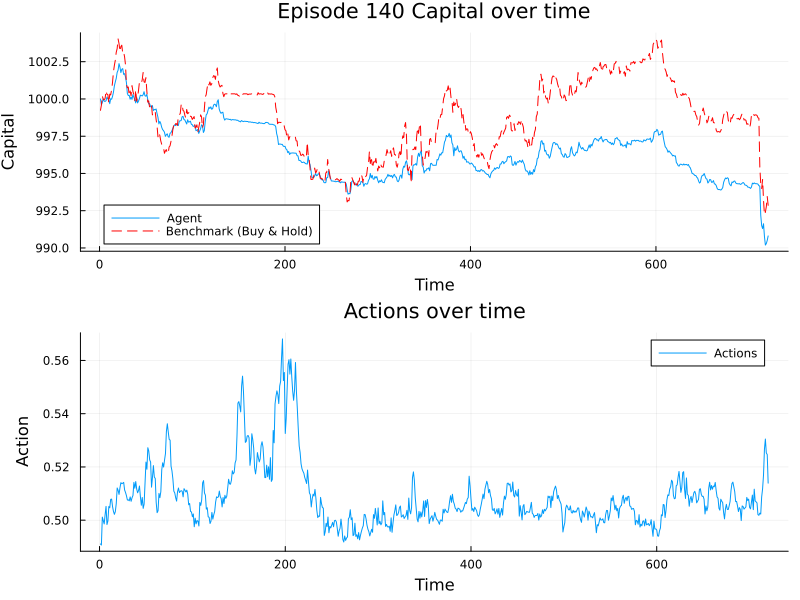 Episode 140 Capital over time
1002.5
1000.0
997.5
995.0
992.5
990.0
Capital
Agent
Benchmark (Buy & Hold)
0 200 400 600
Time
Actions over time
0.56
0.54
0.52
0.50
Action
Actions
0 200 400 600
Time